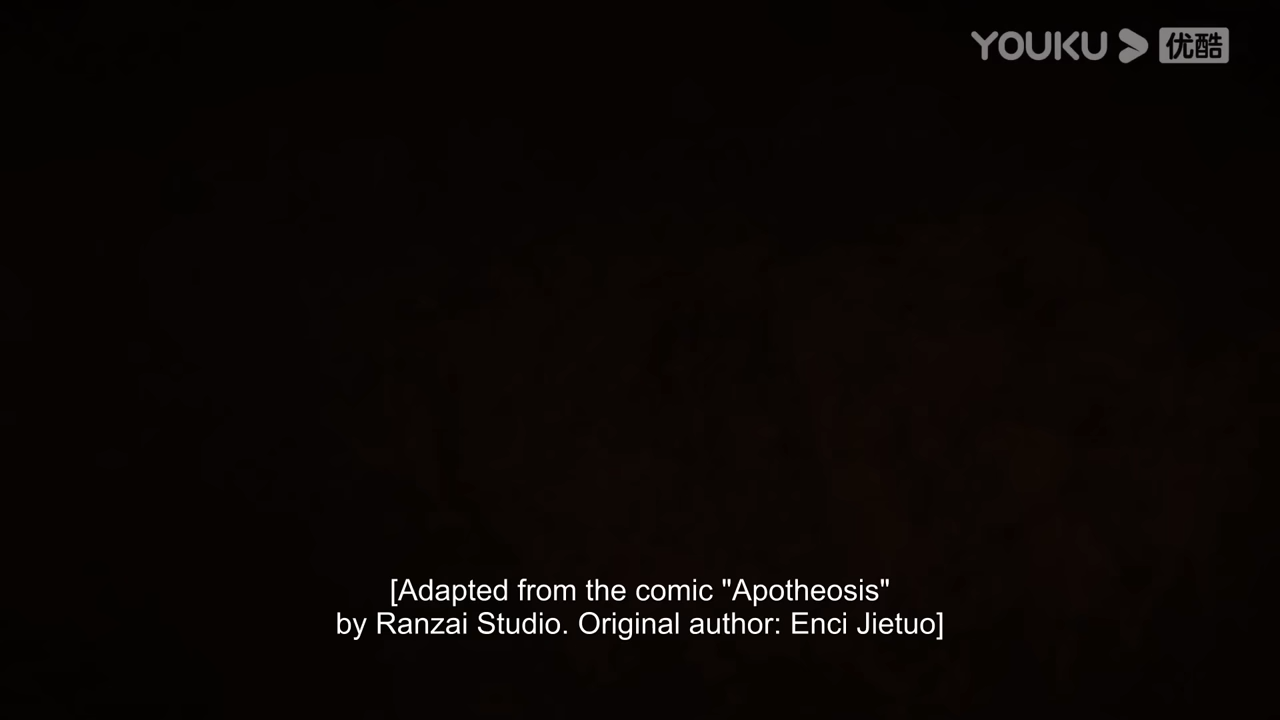 YOUKU 优酷
[Adapted from the comic "Apotheosis"
by Ranzai Studio. Original author: Enci Jietuo]